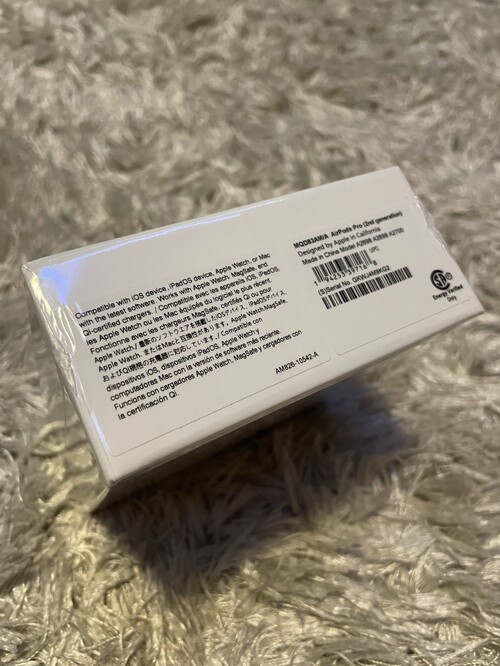 Compatible with iOS device, iPadOS device, Apple Watch, or Mac
with the latest software. Works with Apple Watch, MagSafe, and
Qi-certified chargers. / Compatible avec les appareils iOS, iPadOS,
les Apple Watch ou les Mac équipés du logiciel le plus récent.
Fonctionne avec les chargeurs MagSafe, certifiés Qi ou pour
Apple Watch. / 最新のソフトウェアを搭載したiOSデバイス、iPadOSデバイス、
Apple Watch、またはMacと互換性があります。Apple Watch、MagSafe、
およびQi規格の充電器に対応しています。/ Compatible con
dispositivos iOS, dispositivos iPadOS, Apple Watch y
computadoras Mac con la versión de software más reciente.
Funciona con cargadores Apple Watch, MagSafe y cargadores con
la certificación Qi.
AM826-10542-A
MQD83AM/A AirPods Pro (2nd generation)
Designed by Apple in California
Made in China Model A2698 A2699 A2700
UPC
(S)Serial No.
Energy Verified
Only